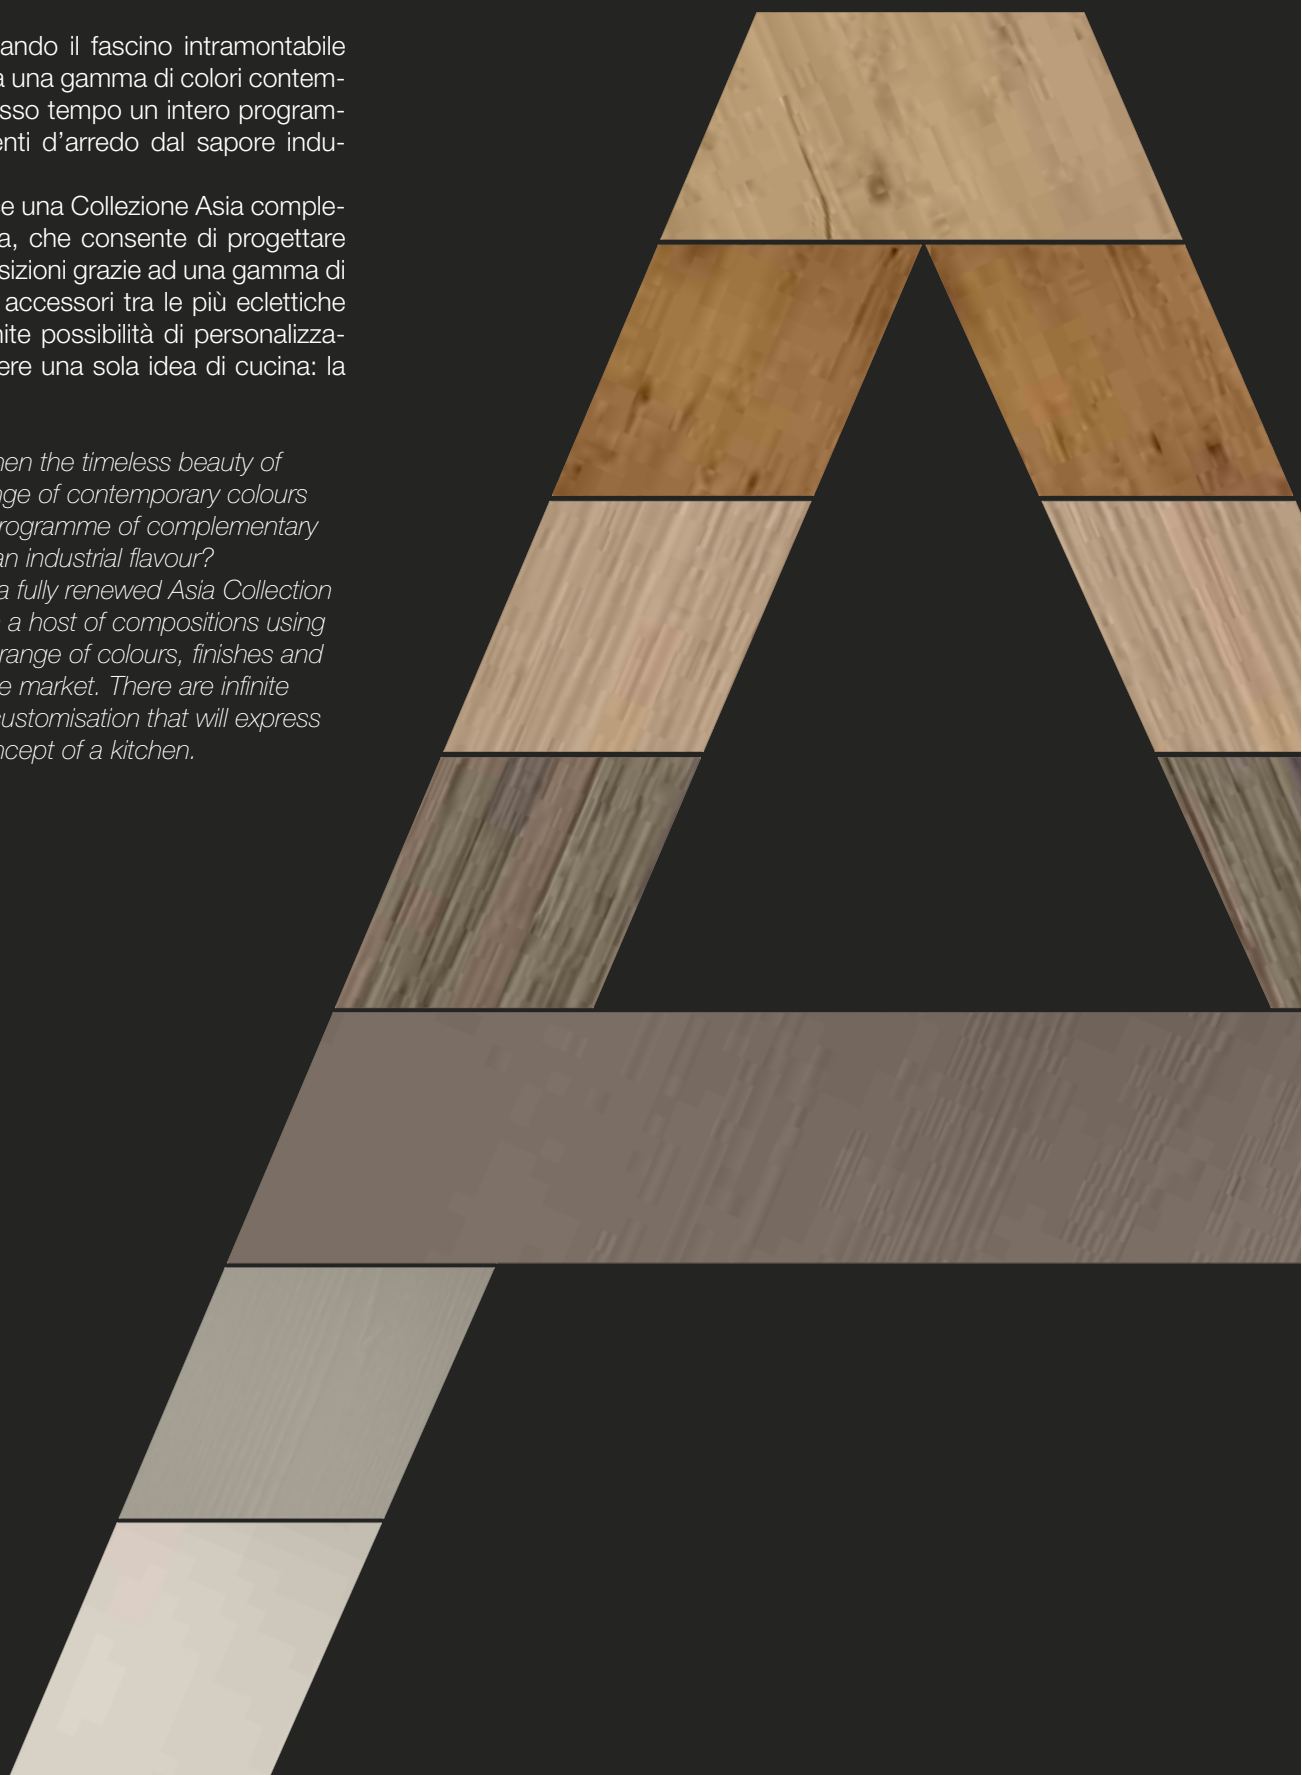 ando il fascino intramontabile
a una gamma di colori contem-
sso tempo un intero program-
enti d'arredo dal sapore indu-
e una Collezione Asia comple-
a, che consente di progettare
sizioni grazie ad una gamma di
accessori tra le più eclettiche
nite possibilità di personalizza-
ere una sola idea di cucina: la
hen the timeless beauty of
nge of contemporary colours
programme of complementary
an industrial flavour?
a fully renewed Asia Collection
a host of compositions using
range of colours, finishes and
e market. There are infinite
customisation that will express
ncept of a kitchen.